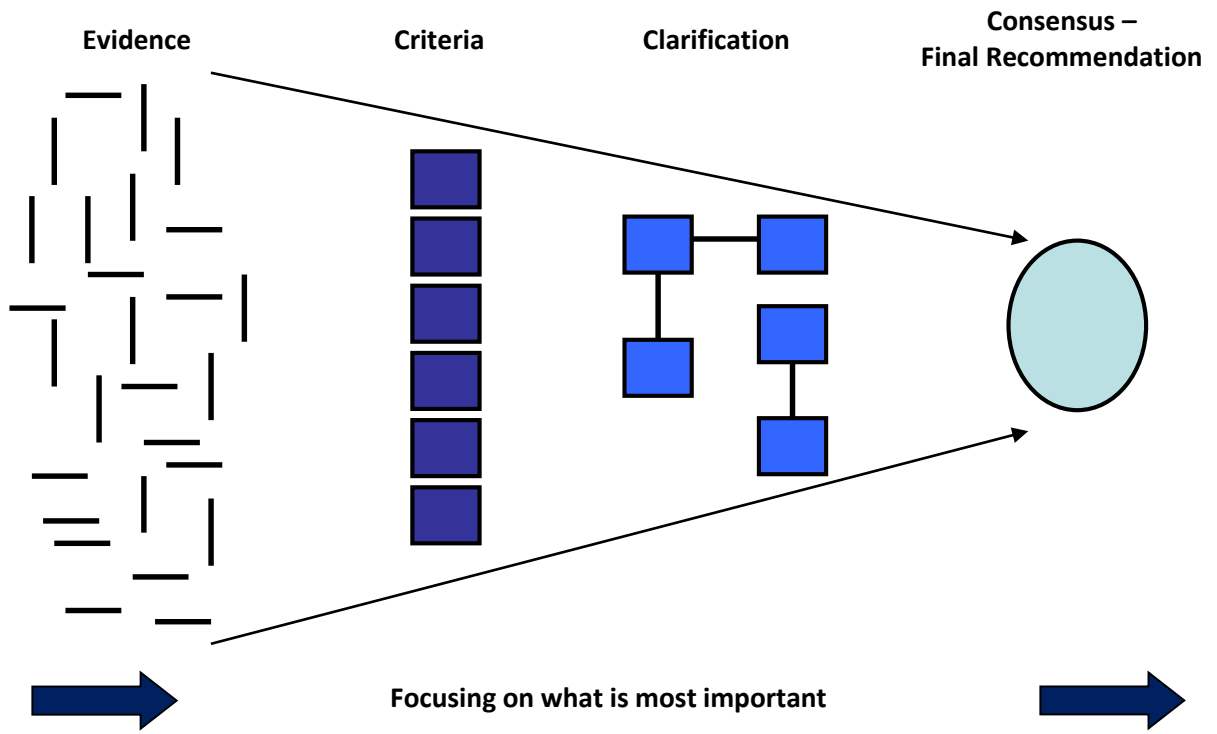 Evidence
Criteria
Clarification
Consensus –
Final Recommendation
Focusing on what is most important